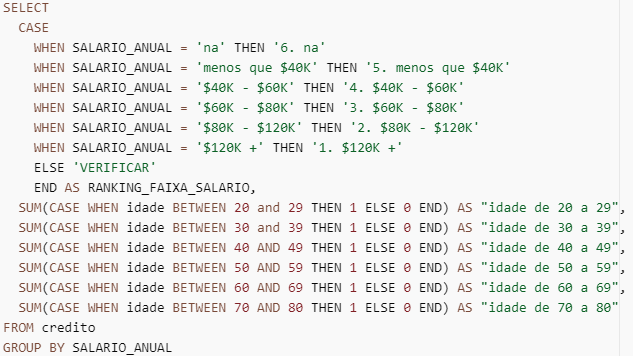 SELECT
CASE
WHEN SALARIO_ANUAL = 'na' THEN '6. na'
WHEN SALARIO_ANUAL = 'menos que $40K' THEN '5. menos que $40K'
WHEN SALARIO_ANUAL = '$40K - $60K' THEN '4. $40K - $60K'
WHEN SALARIO_ANUAL = '$60K - $80K' THEN '3. $60K - $80K'
WHEN SALARIO_ANUAL = '$80K - $120K' THEN '2. $80K - $120K'
WHEN SALARIO_ANUAL = '$120K +' THEN '1. $120K +'
ELSE 'VERIFICAR'
END AS RANKING_FAIXA_SALARIO,
SUM(CASE WHEN idade BETWEEN 20 and 29 THEN 1 ELSE 0 END) AS "idade de 20 a 29",
SUM(CASE WHEN idade BETWEEN 30 and 39 THEN 1 ELSE 0 END) AS "idade de 30 a 39",
SUM(CASE WHEN idade BETWEEN 40 AND 49 THEN 1 ELSE 0 END) AS "idade de 40 a 49",
SUM(CASE WHEN idade BETWEEN 50 AND 59 THEN 1 ELSE 0 END) AS "idade de 50 a 59",
SUM(CASE WHEN idade BETWEEN 60 AND 69 THEN 1 ELSE 0 END) AS "idade de 60 a 69",
SUM(CASE WHEN idade BETWEEN 70 AND 80 THEN 1 ELSE 0 END) AS "idade de 70 a 80"
FROM credito
GROUP BY SALARIO_ANUAL